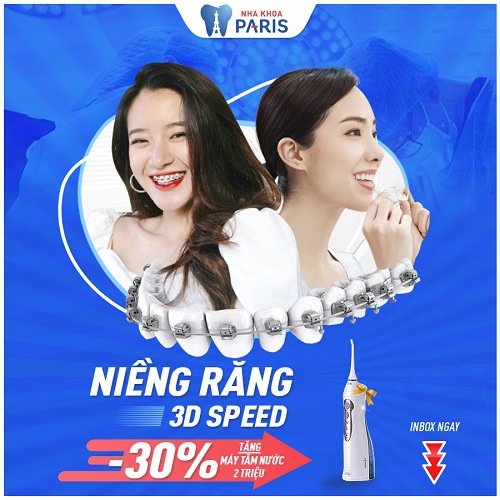 NHA KHOA
PARIS
NIỀNG RĂNG
3D SPEED
-30%
TẶNG
MÁY TĂM NƯỚC
2 TRIỆU
INBOX NGAY